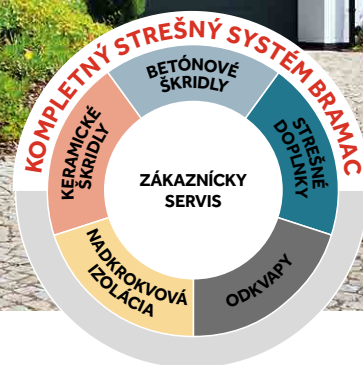 KOMPLETNÝ STREŠNÝ SYSTÉM BRAMAC
BETÓNOVÉ
ŠKRIDLY
STREŠNÉ
DOPLNKY
KERAMICKÉ
ŠKRIDLY
ZÁKAZNÍCKY
SERVIS
NADKROKVOVÁ
IZOLÁCIA
ODKVAPY